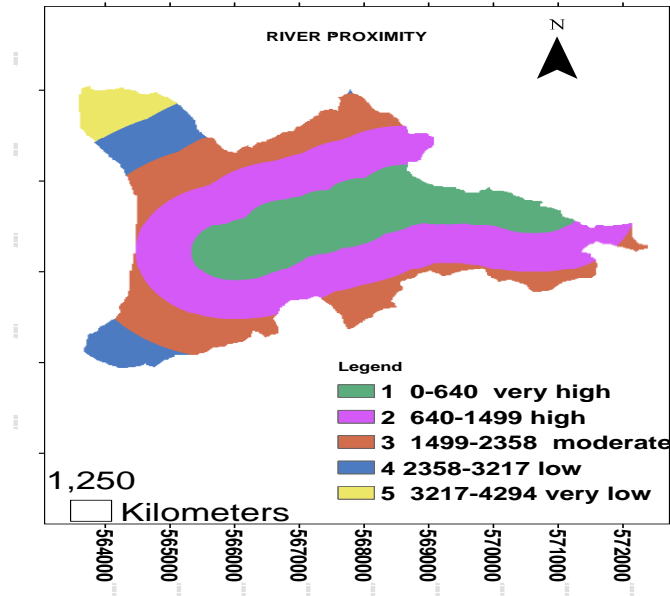 RIVER PROXIMITY
N
Legend
1 0-640 very high
2 640-1499 high
3 1499-2358 moderate
4 2358-3217 low
5 3217-4294 very low
1,250
Kilometers
564000
565000
566000
567000
568000
569000
570000
571000
572000